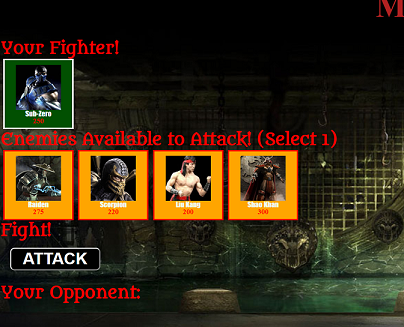 M
Your Fighter!
Sub-Zero
230
Enemies Available to Attack! (Select 1)
Raiden Scorpion Liu Kang Shao Khan
275 220 200 300
Fight!
ATTACK
Your Opponent: